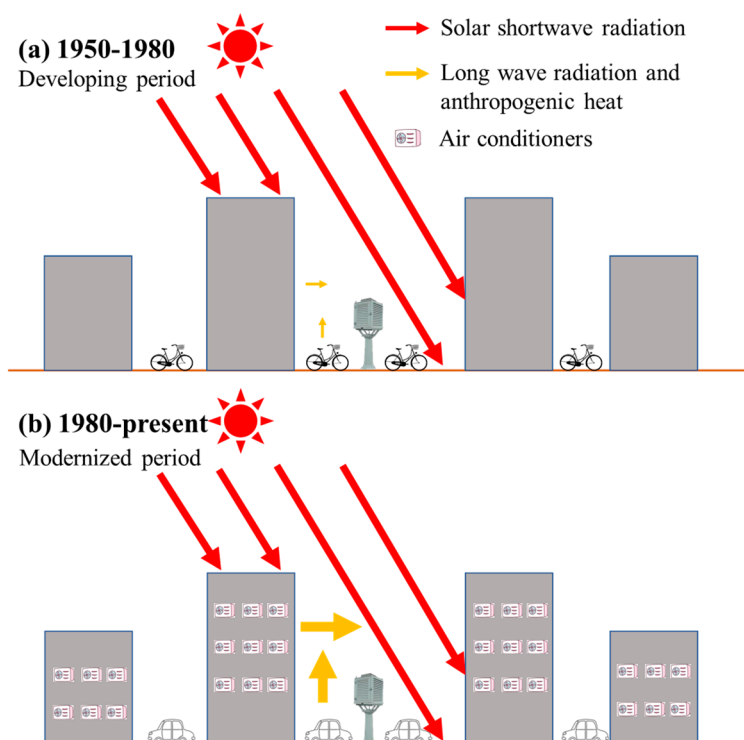 (a) 1950-1980
Developing period
Solar shortwave radiation
Long wave radiation and
anthropogenic heat
Air conditioners
(b) 1980-present
Modernized period